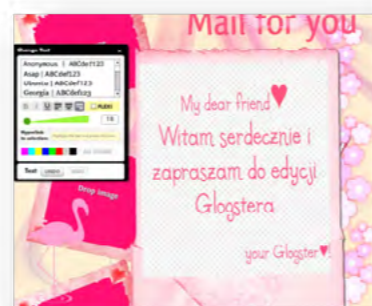 Mail for you
Anonymous | ABCdef123
Asap | ABCdef123
Ubuntu | ABCdef123
Georgia | ABCdef123
18
Text
Drop image
My dear friend♥
Witam serdecznie i
zapraszam do edycji
Glogstera
your Glogster♥!